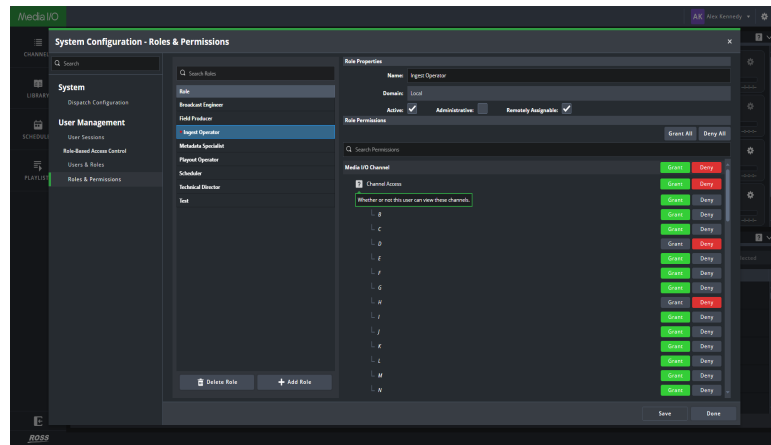 Media I/O
AK Alex Kennedy
System Configuration - Roles & Permissions
×
CHANNEL
LIBRARY
SCHEDUL
PLAYLIS
ROSS
Search
System
Dispatch Configuration
User Management
User Sessions
Role-Based Access Control
Users & Roles
Roles & Permissions
Search Roles
Role
Broadcast Engineer
Field Producer
Ingest Operator
Metadata Specialist
Playout Operator
Scheduler
Technical Director
Test
Delete Role + Add Role
Role Properties
Name: Ingest Operator
Domain: Local
Active: Administrative: Remotely Assignable:
Role Permissions
Grant All Deny All
Search Permissions
Media I/O Channel Grant Deny
? Channel Access Grant Deny
Whether or not this user can view these channels. Grant Deny
B Grant Deny
C Grant Deny
D Grant Deny
E Grant Deny
F Grant Deny
G Grant Deny
H Grant Deny
I Grant Deny
J Grant Deny
K Grant Deny
L Grant Deny
M Grant Deny
N Grant Deny
Save Done